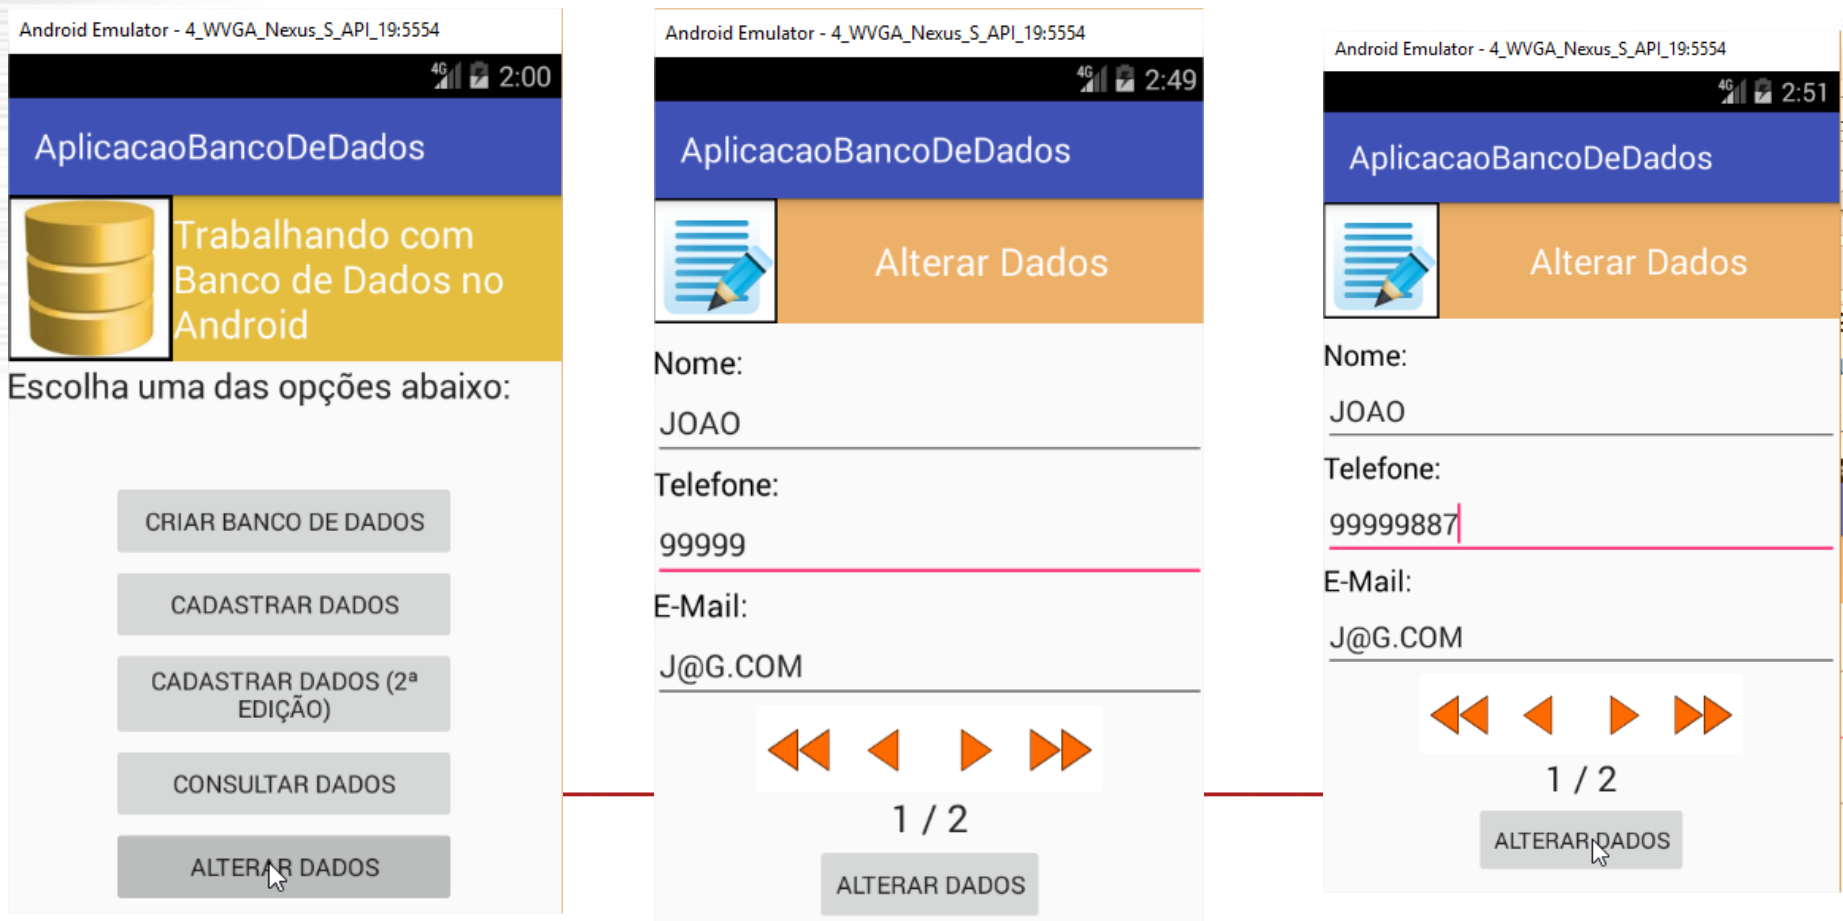 Android Emulator - 4_WVGA_Nexus_S_API_19:5554
4G 2:00
AplicacaoBancoDeDados
Trabalhando com
Banco de Dados no
Android
Escolha uma das opções abaixo:
CRIAR BANCO DE DADOS
CADASTRAR DADOS
CADASTRAR DADOS (2ª
EDIÇÃO)
CONSULTAR DADOS
ALTERAR DADOS
Android Emulator - 4_WVGA_Nexus_S_API_19:5554
4G 2:49
AplicacaoBancoDeDados
Alterar Dados
Nome:
JOAO
Telefone:
99999
E-Mail:
J@G.COM
1 / 2
ALTERAR DADOS
Android Emulator - 4_WVGA_Nexus_S_API_19:5554
4G 2:51
AplicacaoBancoDeDados
Alterar Dados
Nome:
JOAO
Telefone:
99999887
E-Mail:
J@G.COM
1 / 2
ALTERAR DADOS